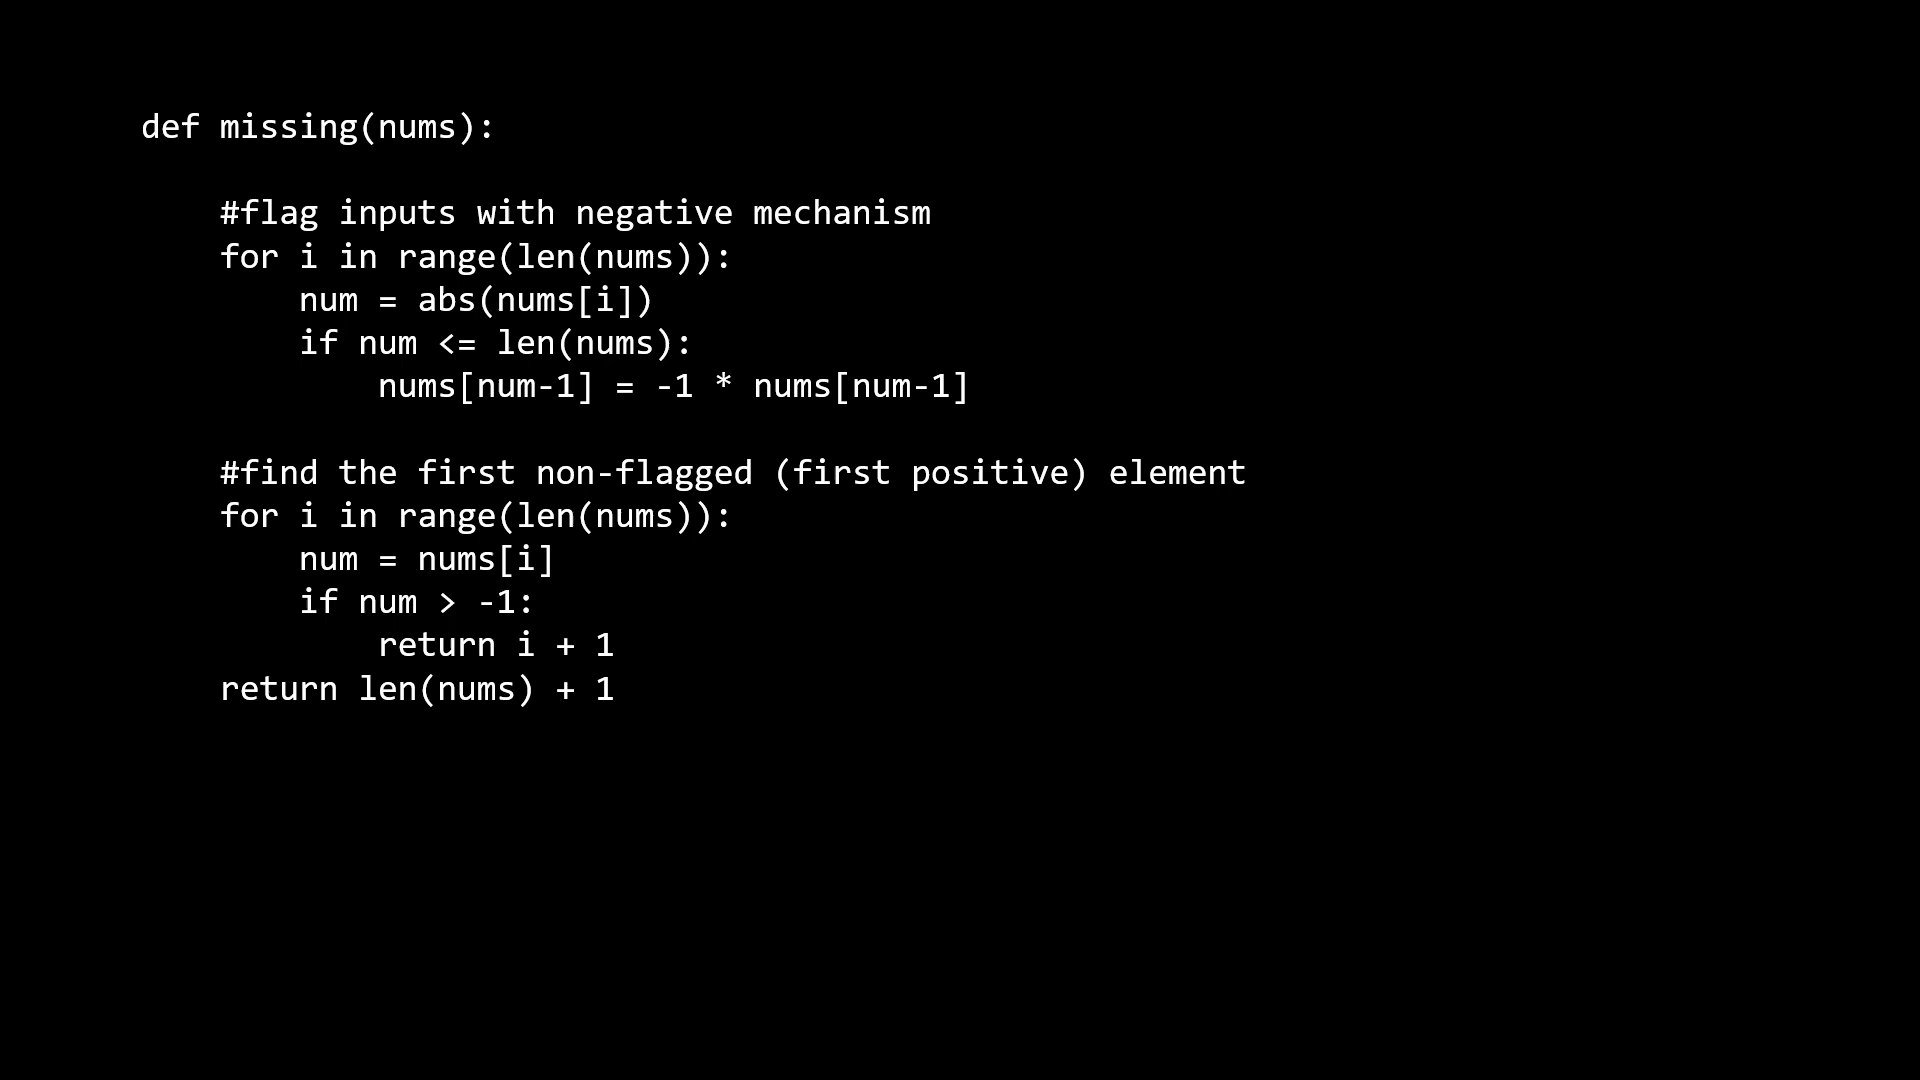 def missing(nums):
    #flag inputs with negative mechanism
    for i in range(len(nums)):
        num = abs(nums[i])
        if num <= len(nums):
            nums[num-1] = -1 * nums[num-1]
    #find the first non-flagged (first positive) element
    for i in range(len(nums)):
        num = nums[i]
        if num > -1:
            return i + 1
    return len(nums) + 1